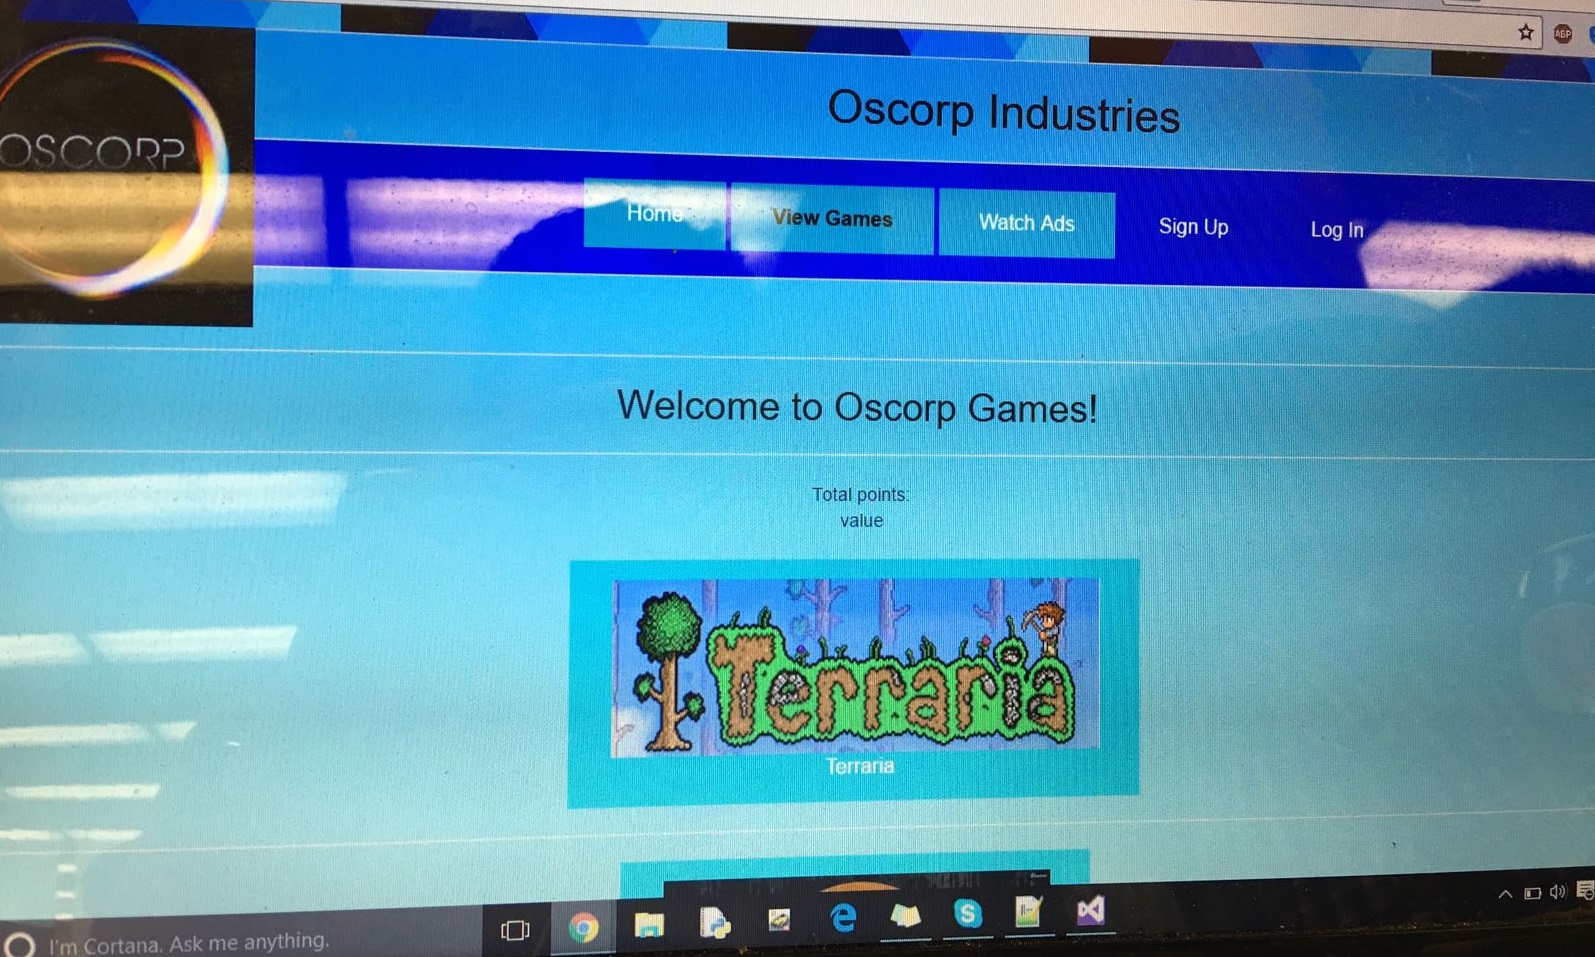 ABP
OSCORP
Oscorp Industries
Home
View Games
Watch Ads
Sign Up
Log In
Welcome to Oscorp Games!
Total points:
value
Terraria
Terraria
I'm Cortana. Ask me anything.